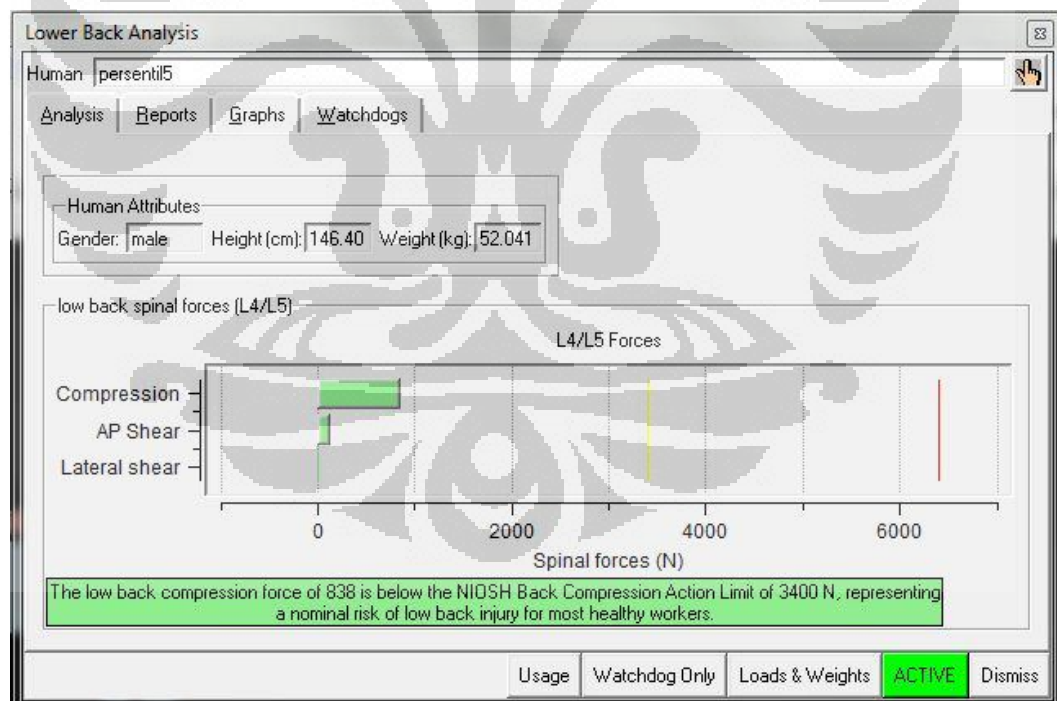 Lower Back Analysis
Human persentil5
Analysis Reports Graphs Watchdogs
Human Attributes
Gender: male Height (cm): 146.40 Weight (kg): 52.041
low back spinal forces (L4/L5)
L4/L5 Forces
Compression
AP Shear
Lateral shear
0 2000 4000 6000
Spinal forces (N)
The low back compression force of 838 is below the NIOSH Back Compression Action Limit of 3400 N, representing
a nominal risk of low back injury for most healthy workers.
Usage Watchdog Only Loads & Weights ACTIVE Dismiss